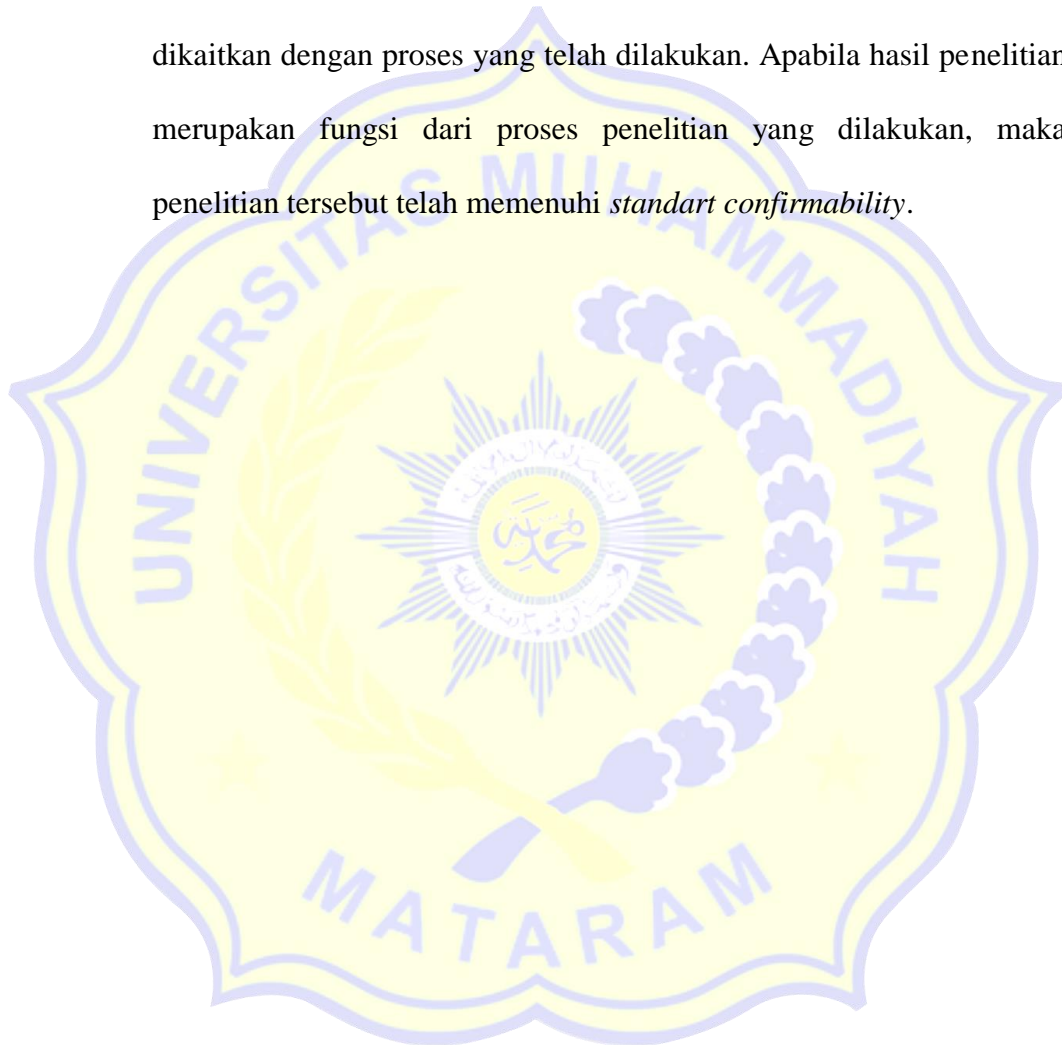 dikaitkan dengan proses yang telah dilakukan. Apabila hasil penelitian
merupakan fungsi dari proses penelitian yang dilakukan, maka
penelitian tersebut telah memenuhi standart confirmability.
UNIVERSITAS MUHAMMADIYAH
MATARAM